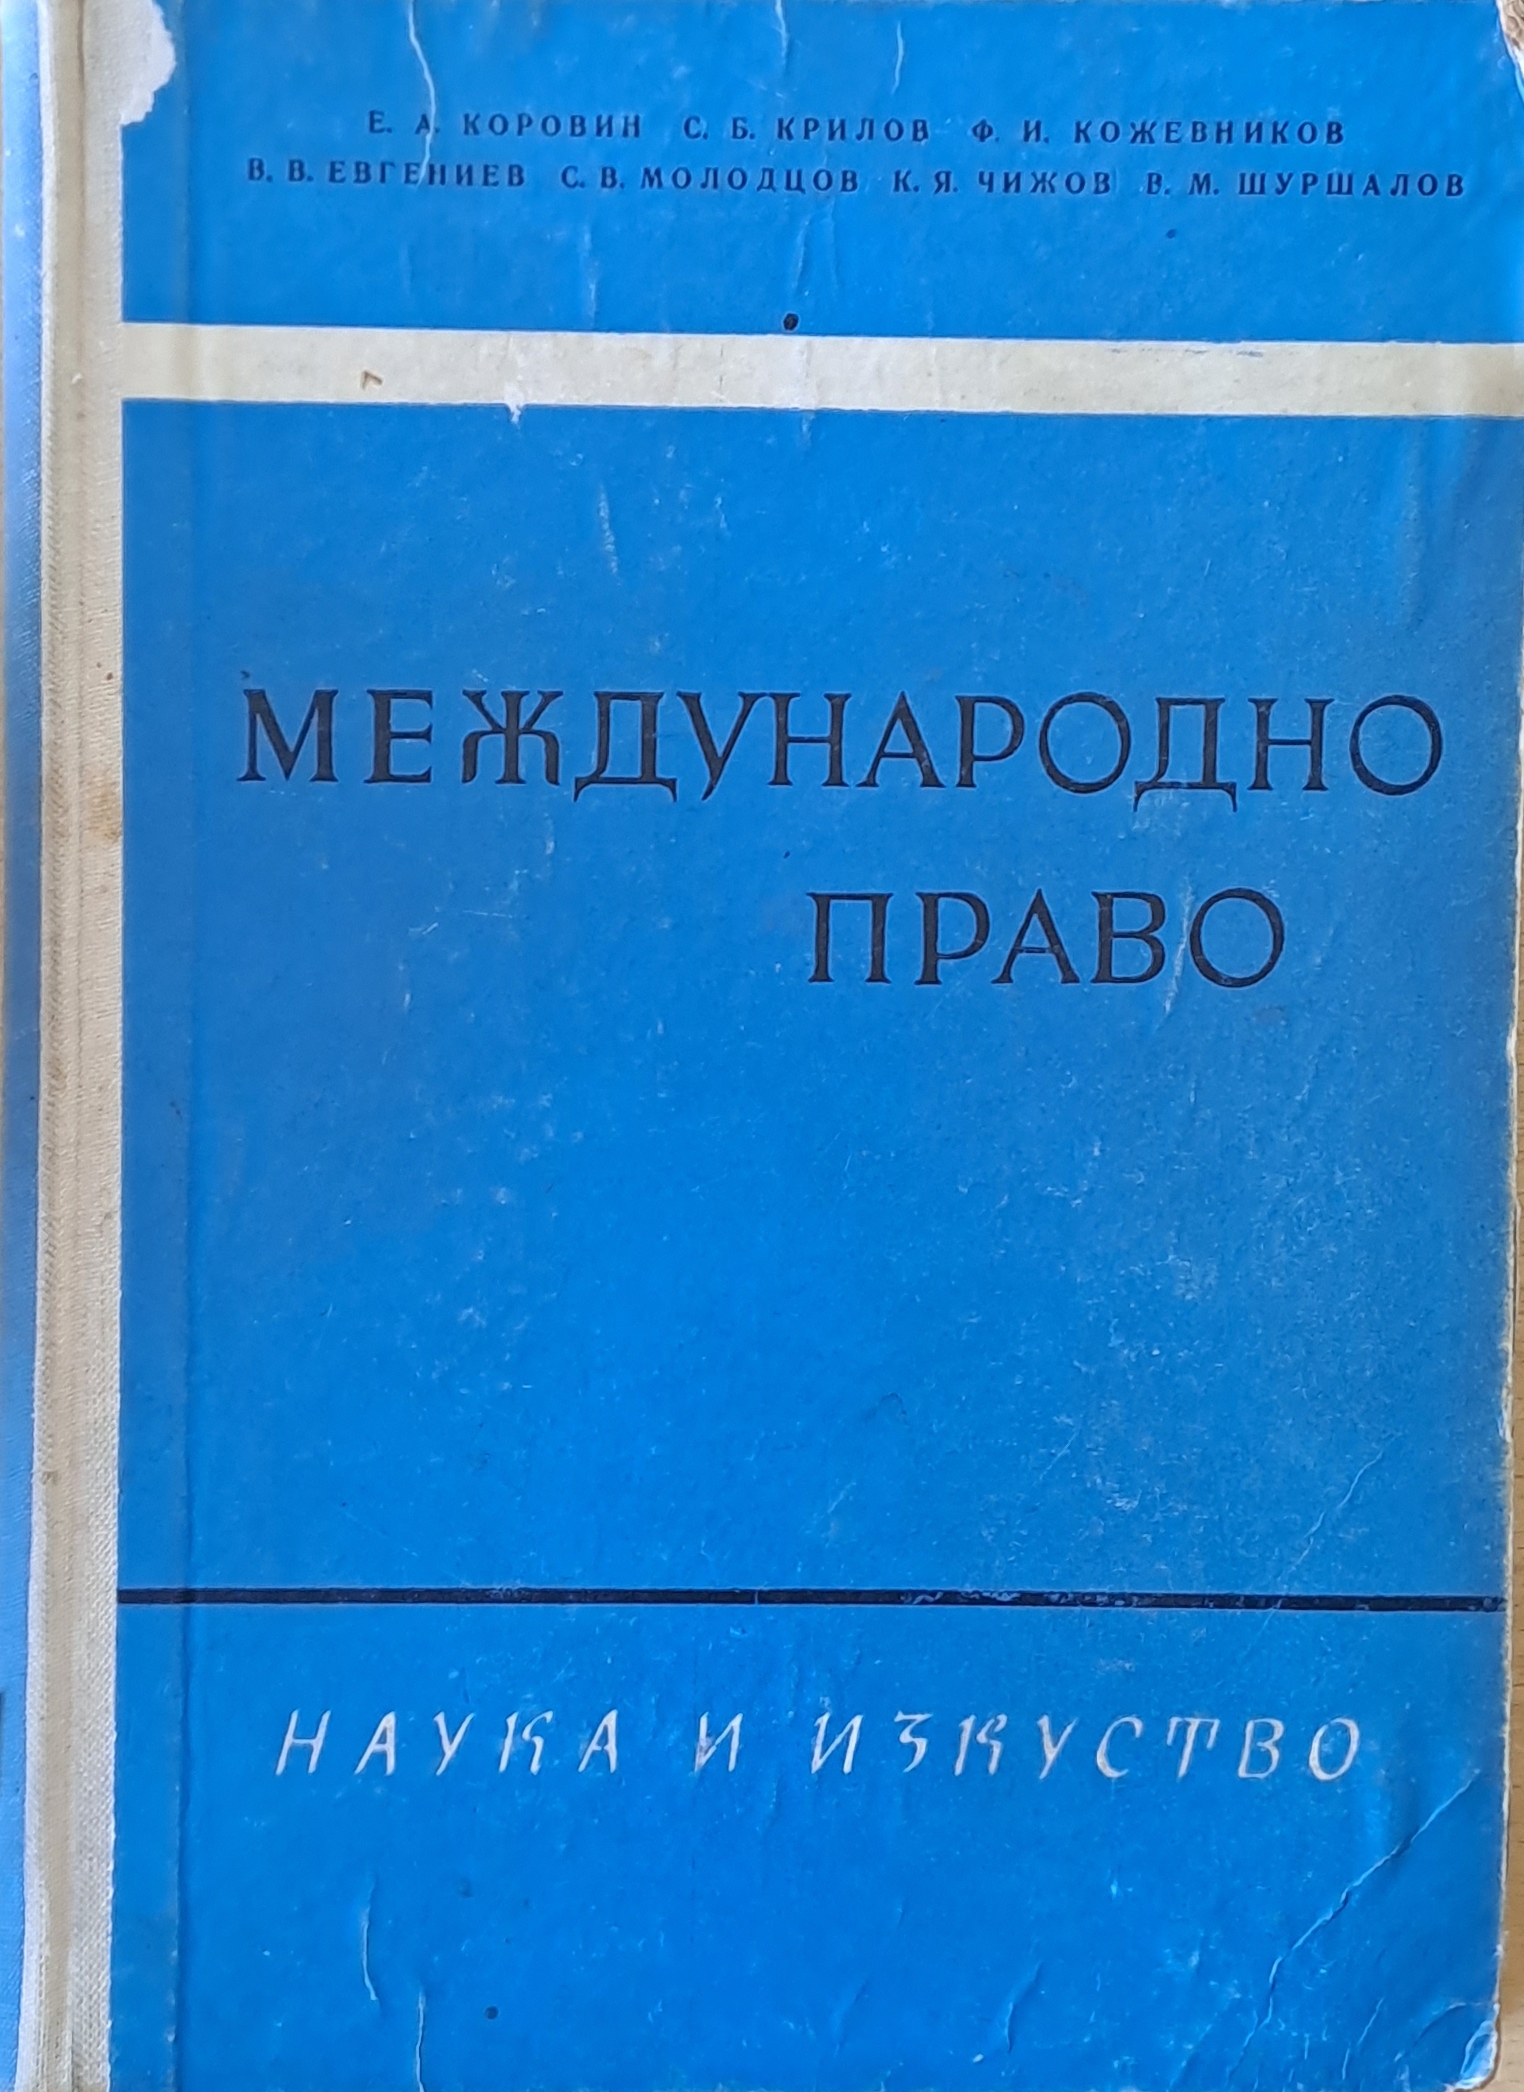 Е. А. КОРОВИН С. Б. КРИЛОВ Ф. И. КОЖЕВНИКОВ
В. В. ЕВГЕНИЕВ С. В. МОЛОДЦОВ К. Я. ЧИЖОВ В. М. ШУРШАЛОВ
МЕЖДУНАРОДНО
ПРАВО
НАУКА И ИЗКУСТВО